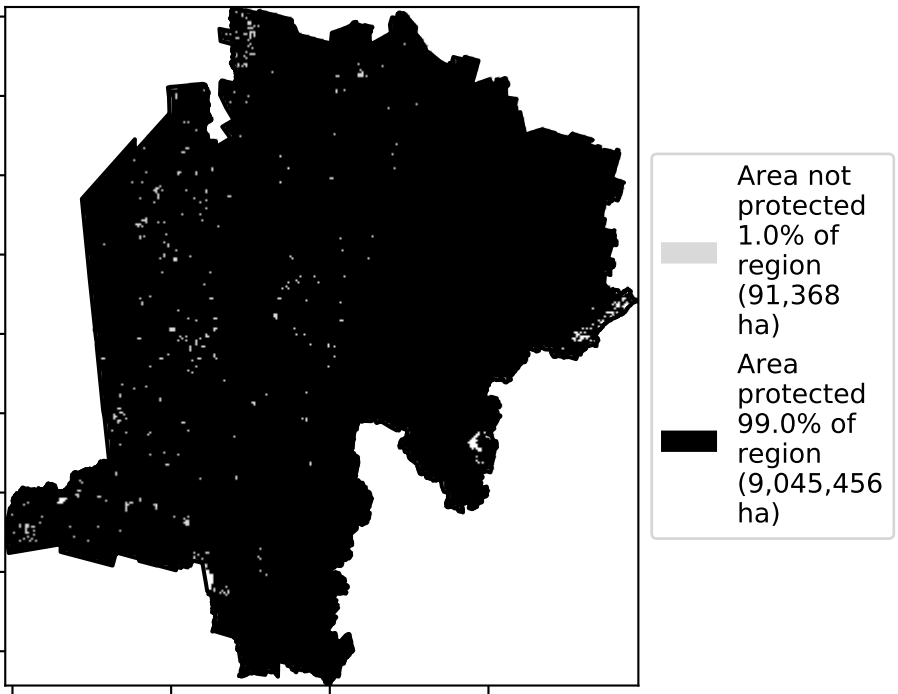 Area not
protected
1.0% of
region
(91,368
ha)
Area
protected
99.0% of
region
(9,045,456
ha)